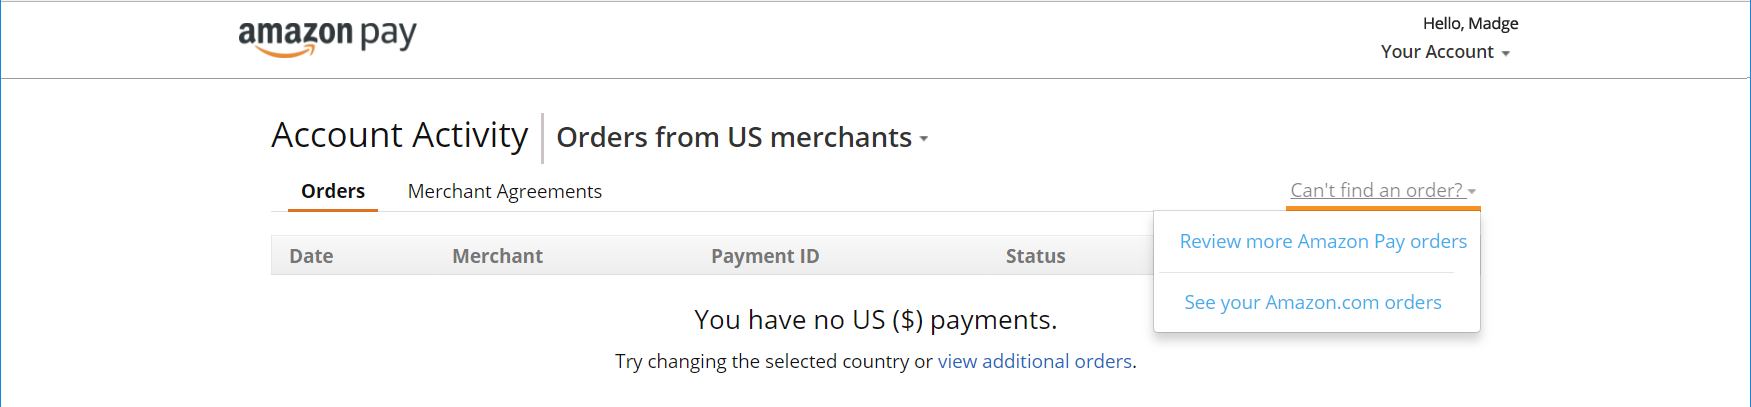 amazon pay
Hello, Madge
Your Account
Account Activity
Orders from US merchants
Orders
Merchant Agreements
Can't find an order?
Review more Amazon Pay orders
See your Amazon.com orders
Date
Merchant
Payment ID
Status
You have no US ($) payments.
Try changing the selected country or view additional orders.